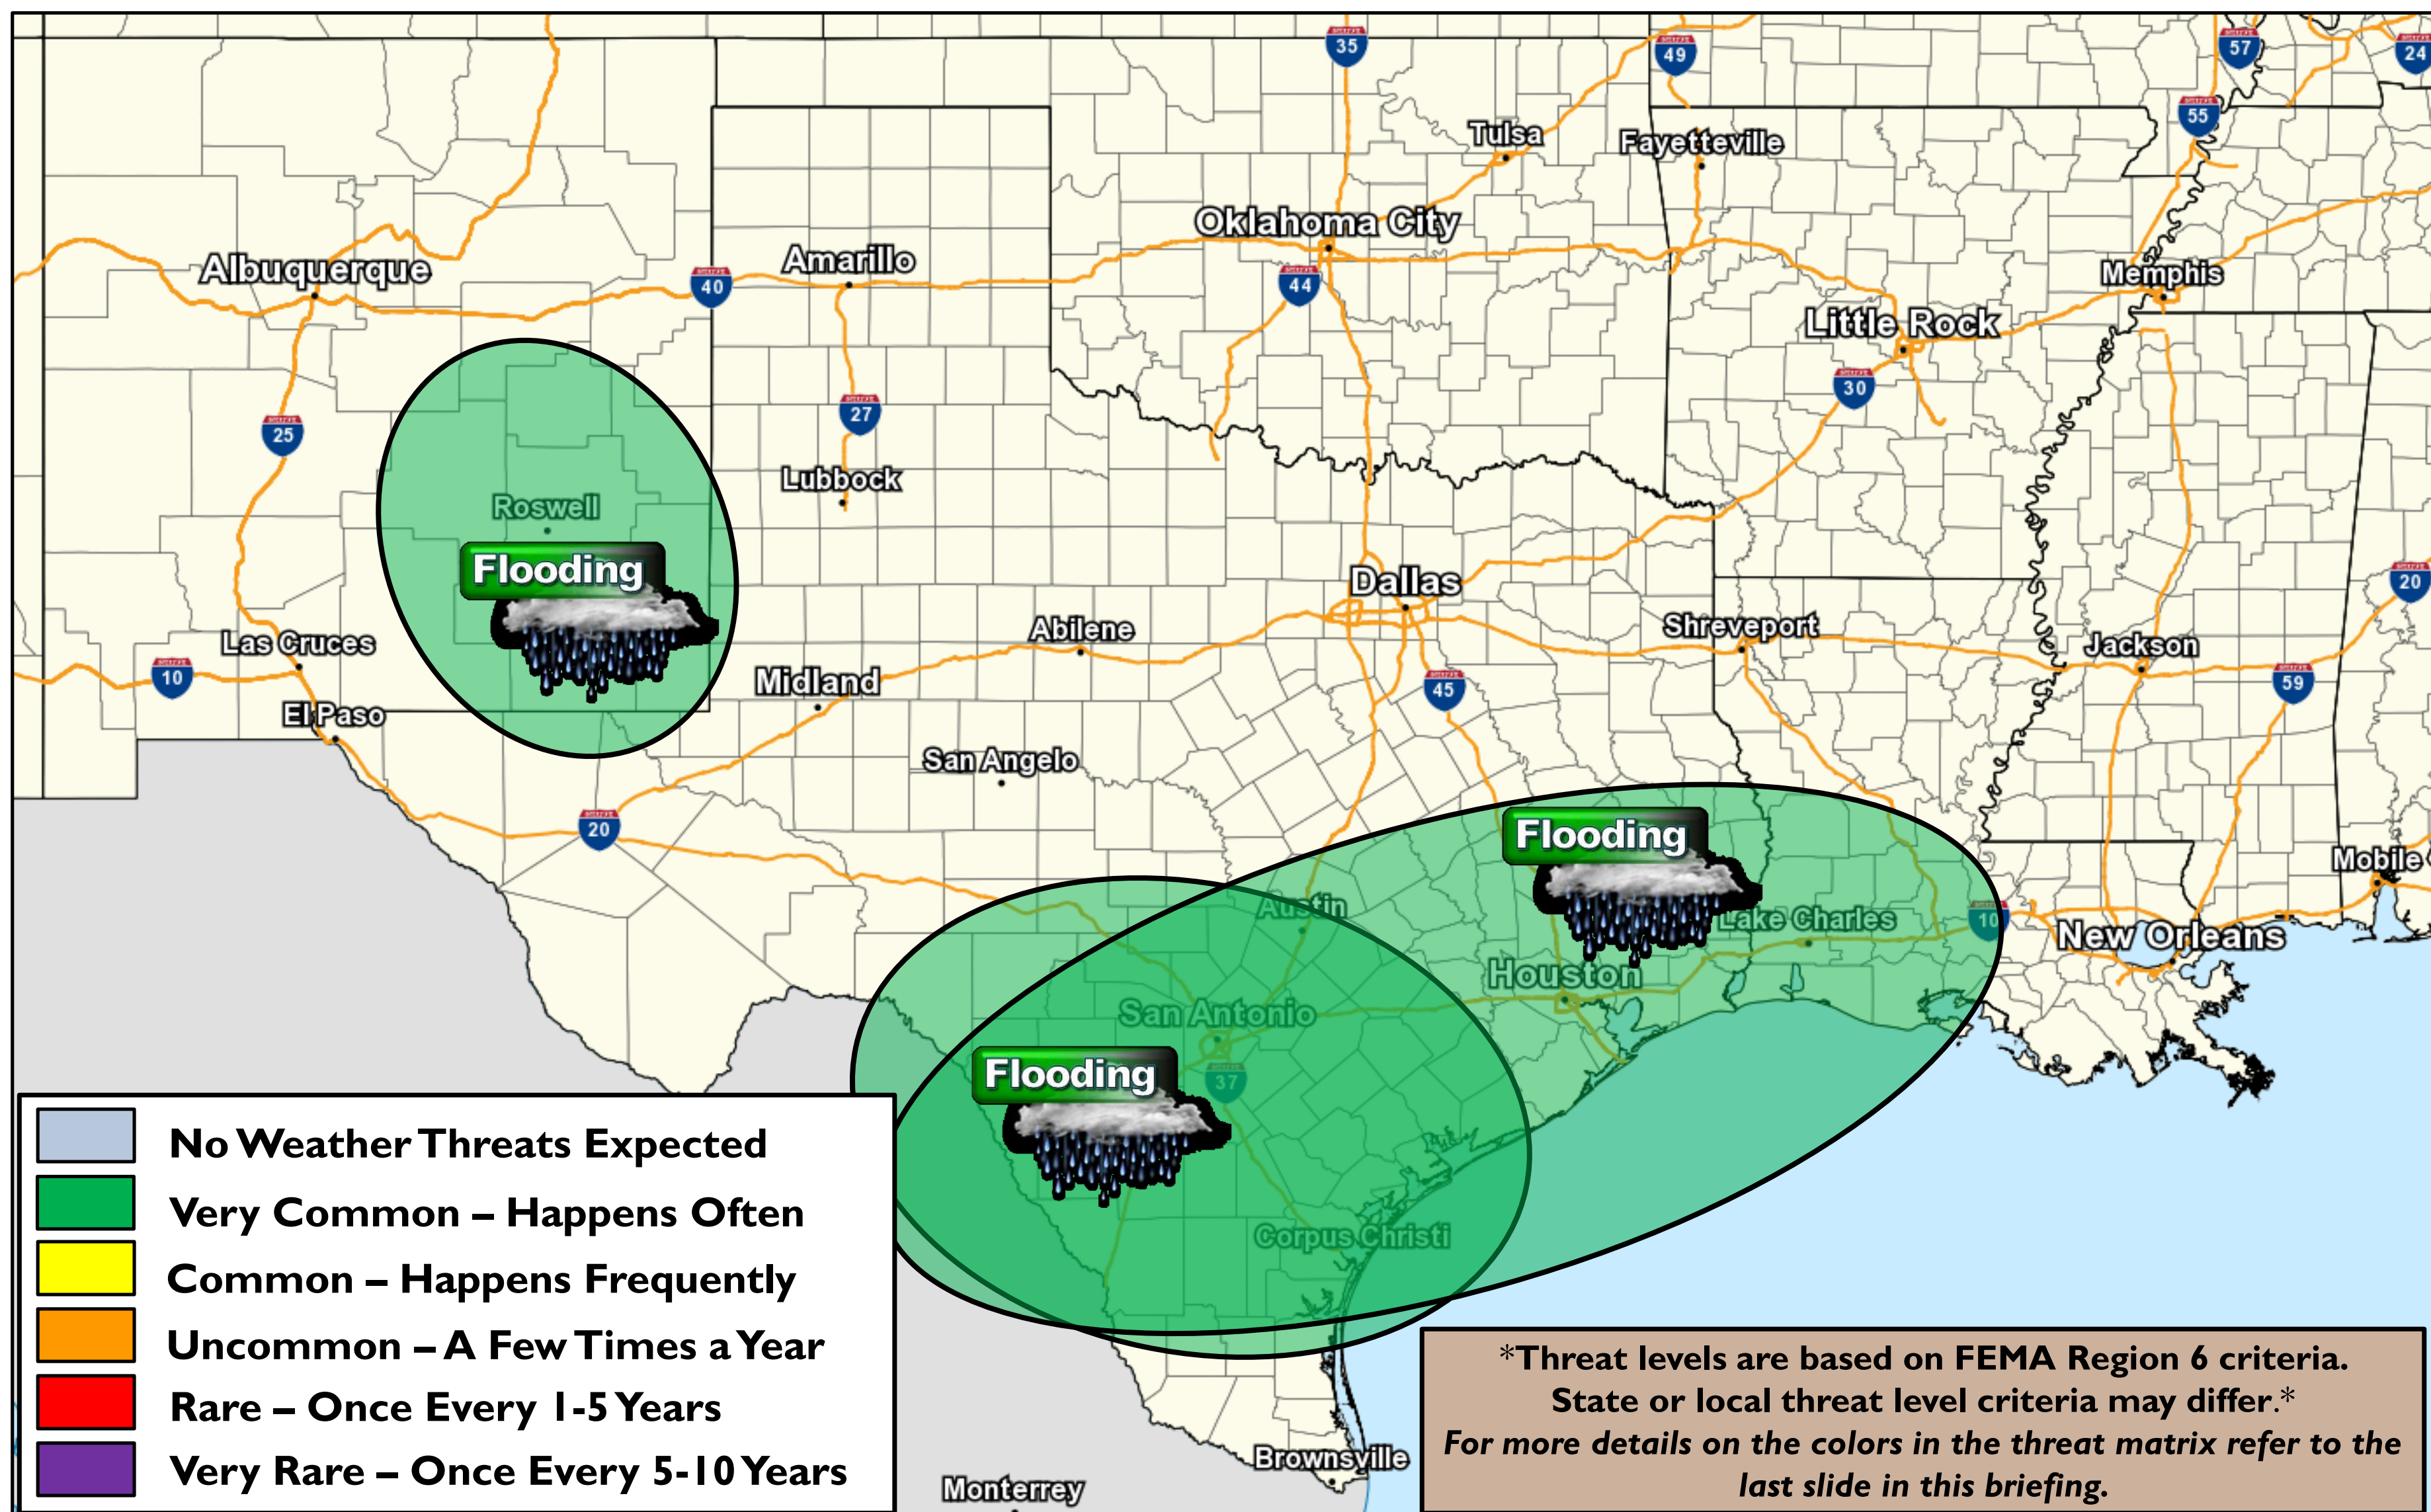 35
49
57
24
55
Tulsa
Fayetteville
Oklahoma City
Albuquerque
Amarillo
40
44
Memphis
Little Rock
30
25
27
Lubbock
Roswell
Flooding
Dallas
20
Las Cruces
Abilene
Shreveport
Jackson
10
Midland
45
59
El Paso
San Angelo
20
Flooding
Mobile
Austin
Lake Charles
10
New Orleans
Houston
San Antonio
Flooding
37
Corpus Christi
Brownsville
Monterrey
No Weather Threats Expected
Very Common – Happens Often
Common – Happens Frequently
Uncommon – A Few Times a Year
Rare – Once Every 1-5 Years
Very Rare – Once Every 5-10 Years
*Threat levels are based on FEMA Region 6 criteria.
State or local threat level criteria may differ.*
For more details on the colors in the threat matrix refer to the
last slide in this briefing.